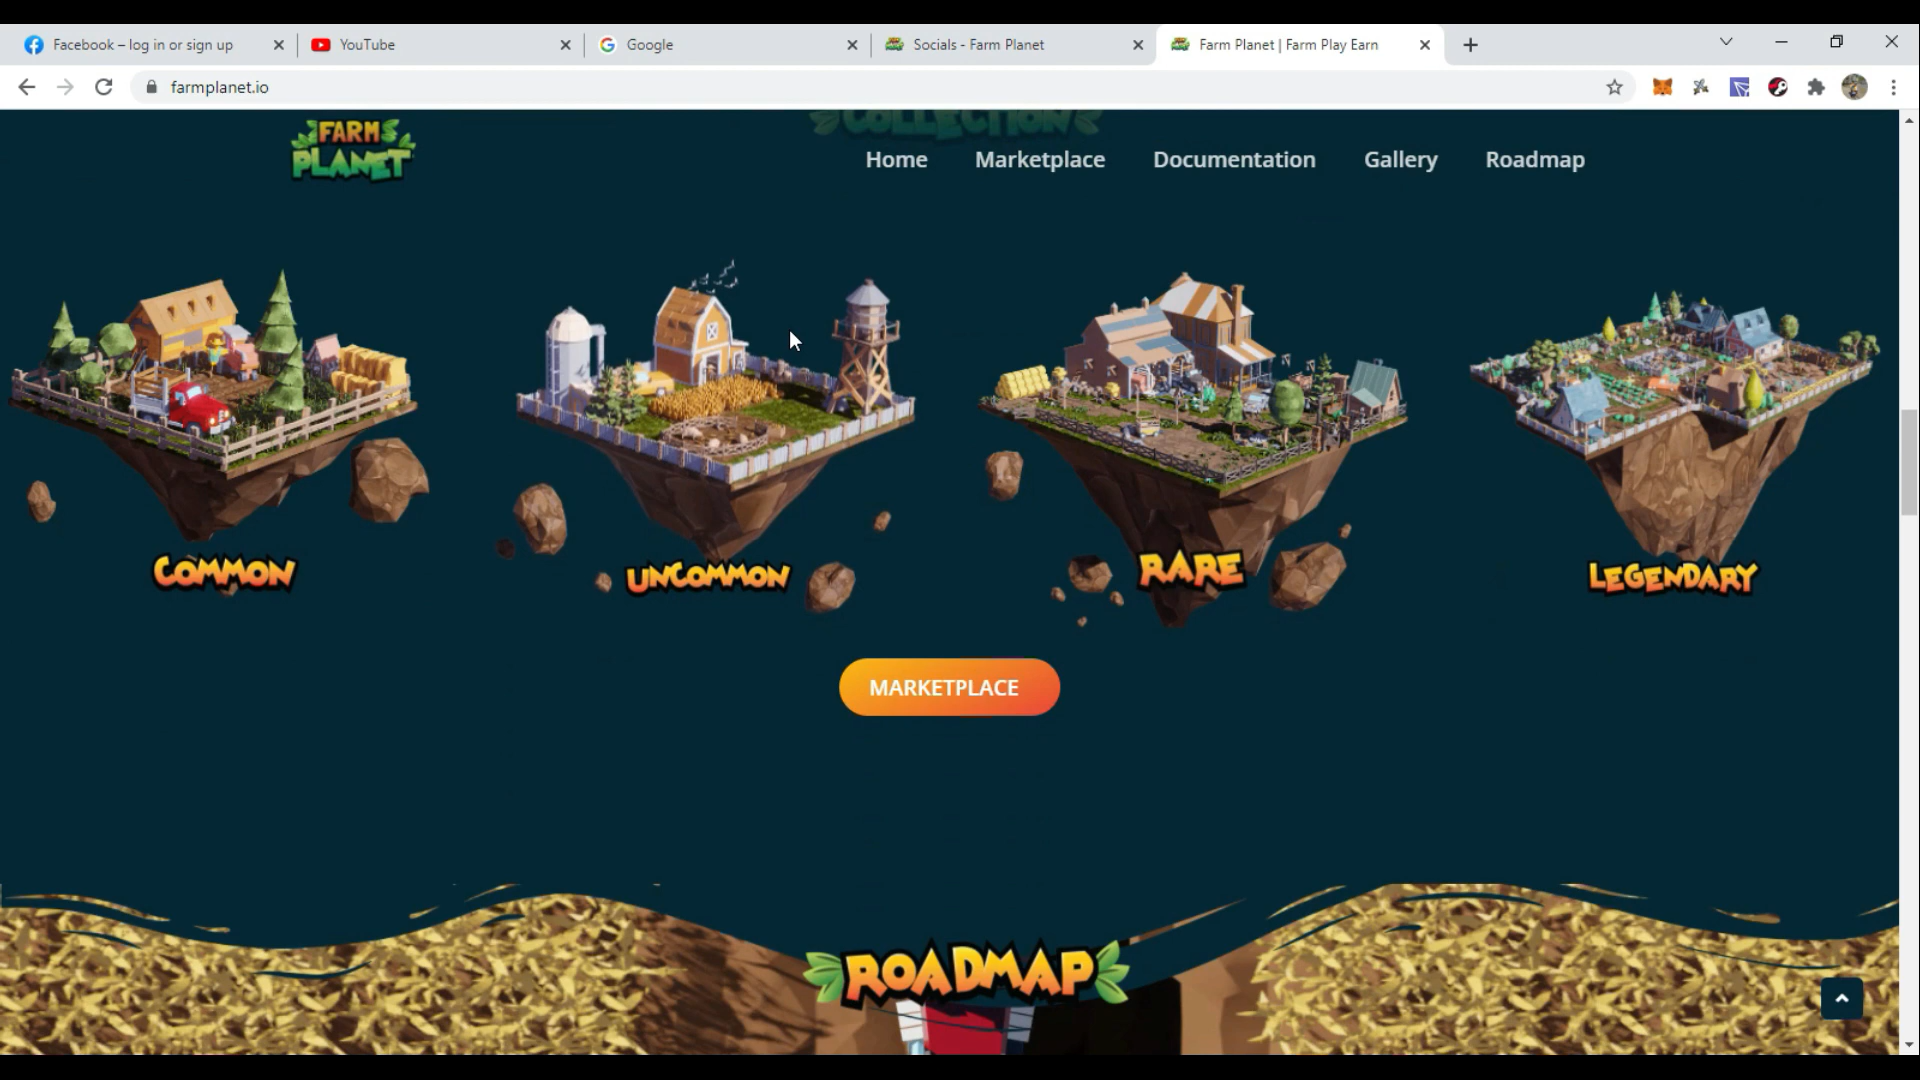 Facebook – log in or sign up
YouTube
Google
Socials - Farm Planet
Farm Planet | Farm Play Earn
farmplanet.io
COLLECTION
FARM
PLANET
Home
Marketplace
Documentation
Gallery
Roadmap
COMMON
UNCOMMON
RARE
LEGENDARY
MARKETPLACE
ROADMAP